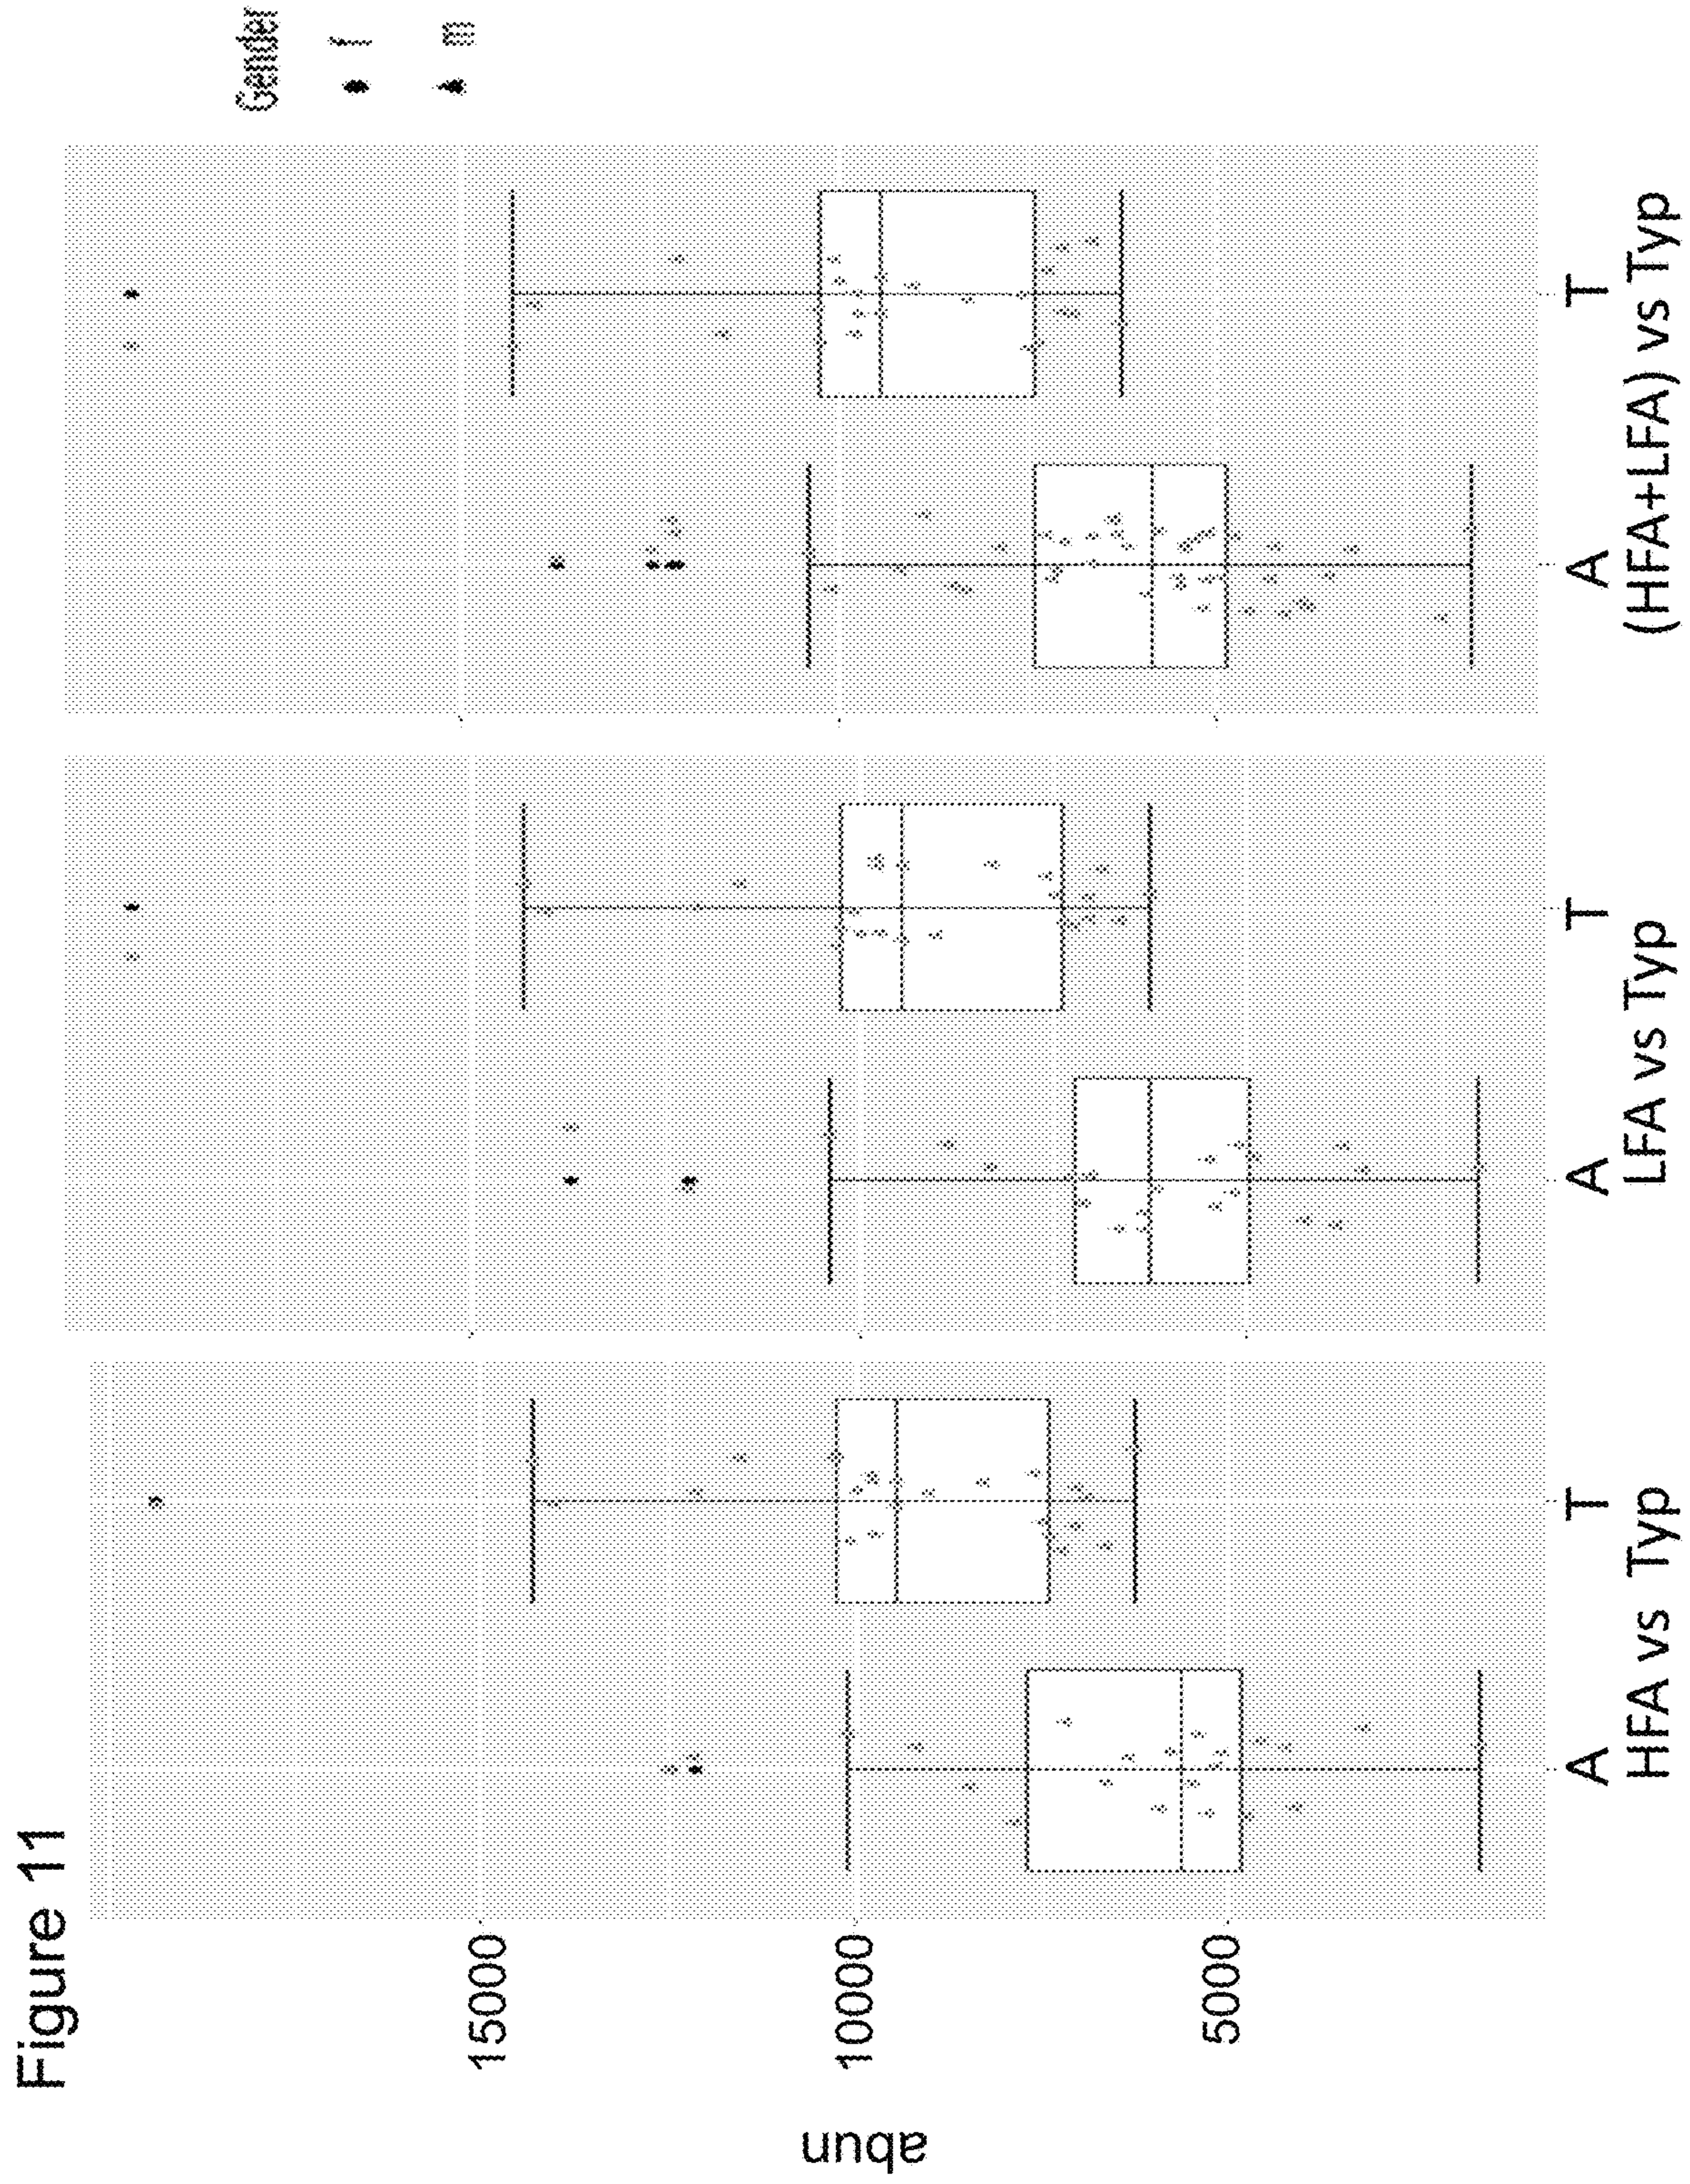 Figure 11
abun
15000
10000
5000
A T
HFA vs Typ
A T
LFA vs Typ
A T
(HFA+LFA) vs Typ
Gender
f
m